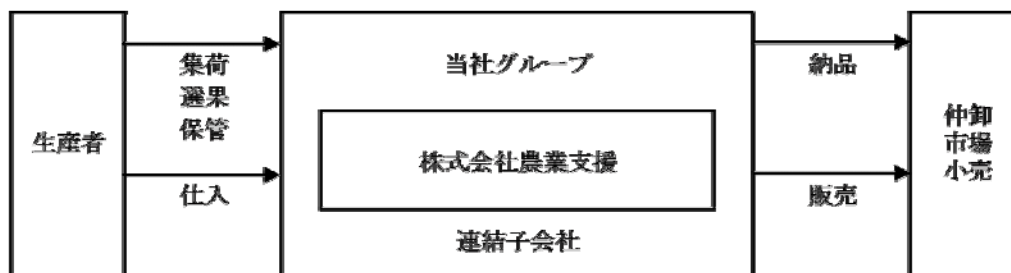 生産者
集荷
選果
保管
仕入
当社グループ
株式会社農業支援
連結子会社
納品
販売
仲卸
市場
小売